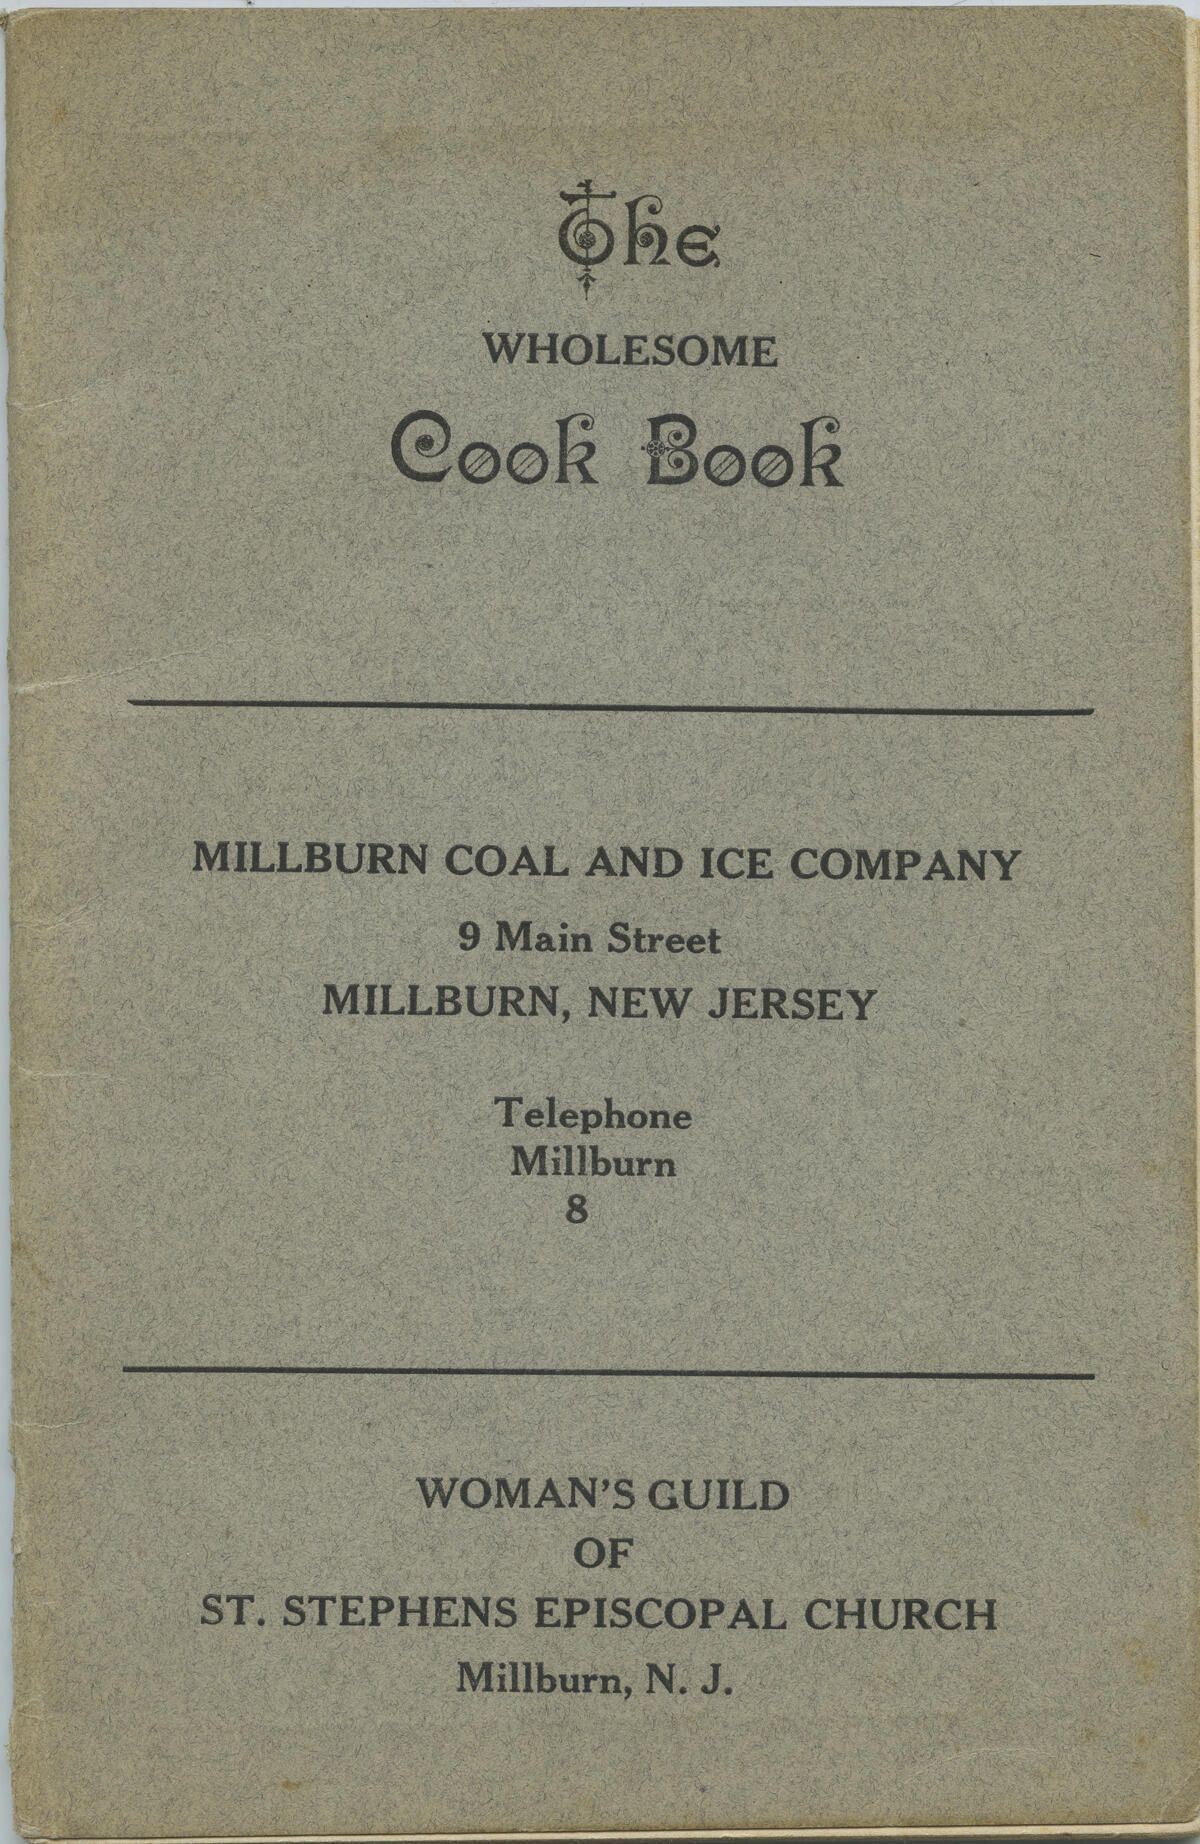 The
WHOLESOME
Cook Book
MILLBURN COAL AND ICE COMPANY
9 Main Street
MILLBURN, NEW JERSEY
Telephone
Millburn
8
WOMAN'S GUILD
OF
ST. STEPHENS EPISCOPAL CHURCH
Millburn, N. J.